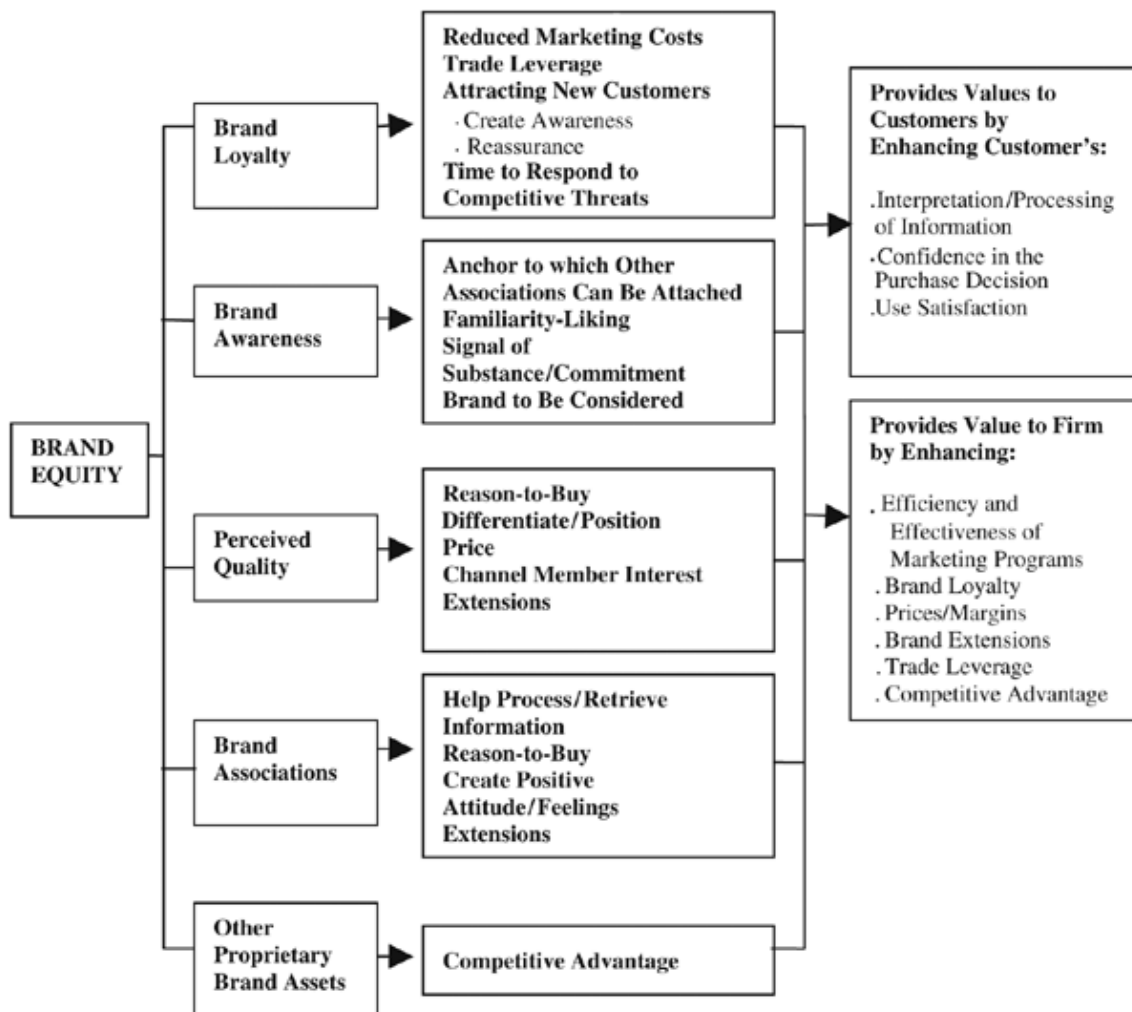 BRAND
EQUITY
Brand
Loyalty
Reduced Marketing Costs
Trade Leverage
Attracting New Customers
· Create Awareness
· Reassurance
Time to Respond to
Competitive Threats
Brand
Awareness
Anchor to which Other
Associations Can Be Attached
Familiarity-Liking
Signal of
Substance/Commitment
Brand to Be Considered
Perceived
Quality
Reason-to-Buy
Differentiate/Position
Price
Channel Member Interest
Extensions
Brand
Associations
Help Process/Retrieve
Information
Reason-to-Buy
Create Positive
Attitude/Feelings
Extensions
Other
Proprietary
Brand Assets
Competitive Advantage
Provides Values to
Customers by
Enhancing Customer's:
.Interpretation/Processing
of Information
.Confidence in the
Purchase Decision
.Use Satisfaction
Provides Value to Firm
by Enhancing:
. Efficiency and
Effectiveness of
Marketing Programs
. Brand Loyalty
. Prices/Margins
. Brand Extensions
. Trade Leverage
. Competitive Advantage